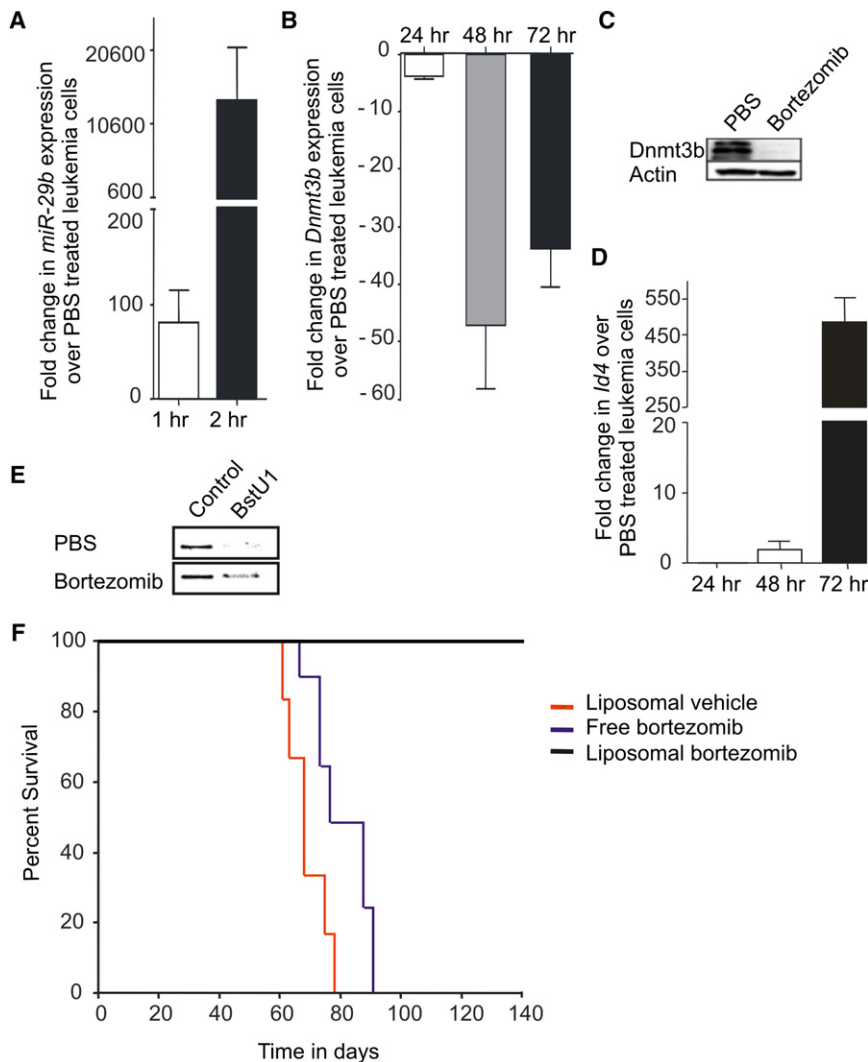 A
Fold change in miR-29b expression
over PBS treated leukemia cells
20600
10600
600
200
100
0
1 hr 2 hr
B
24 hr 48 hr 72 hr
Fold change in Dnmt3b expression
over PBS treated leukemia cells
0
-10
-20
-30
-40
-50
-60
C
PBS Bortezomib
Dnmt3b
Actin
D
Fold change in Id4 over
PBS treated leukemia cells
550
450
350
250
20
10
0
24 hr 48 hr 72 hr
E
Control BstU1
PBS
Bortezomib
F
Percent Survival
100
80
60
40
20
0
0 20 40 60 80 100 120 140
Time in days
Liposomal vehicle
Free bortezomib
Liposomal bortezomib